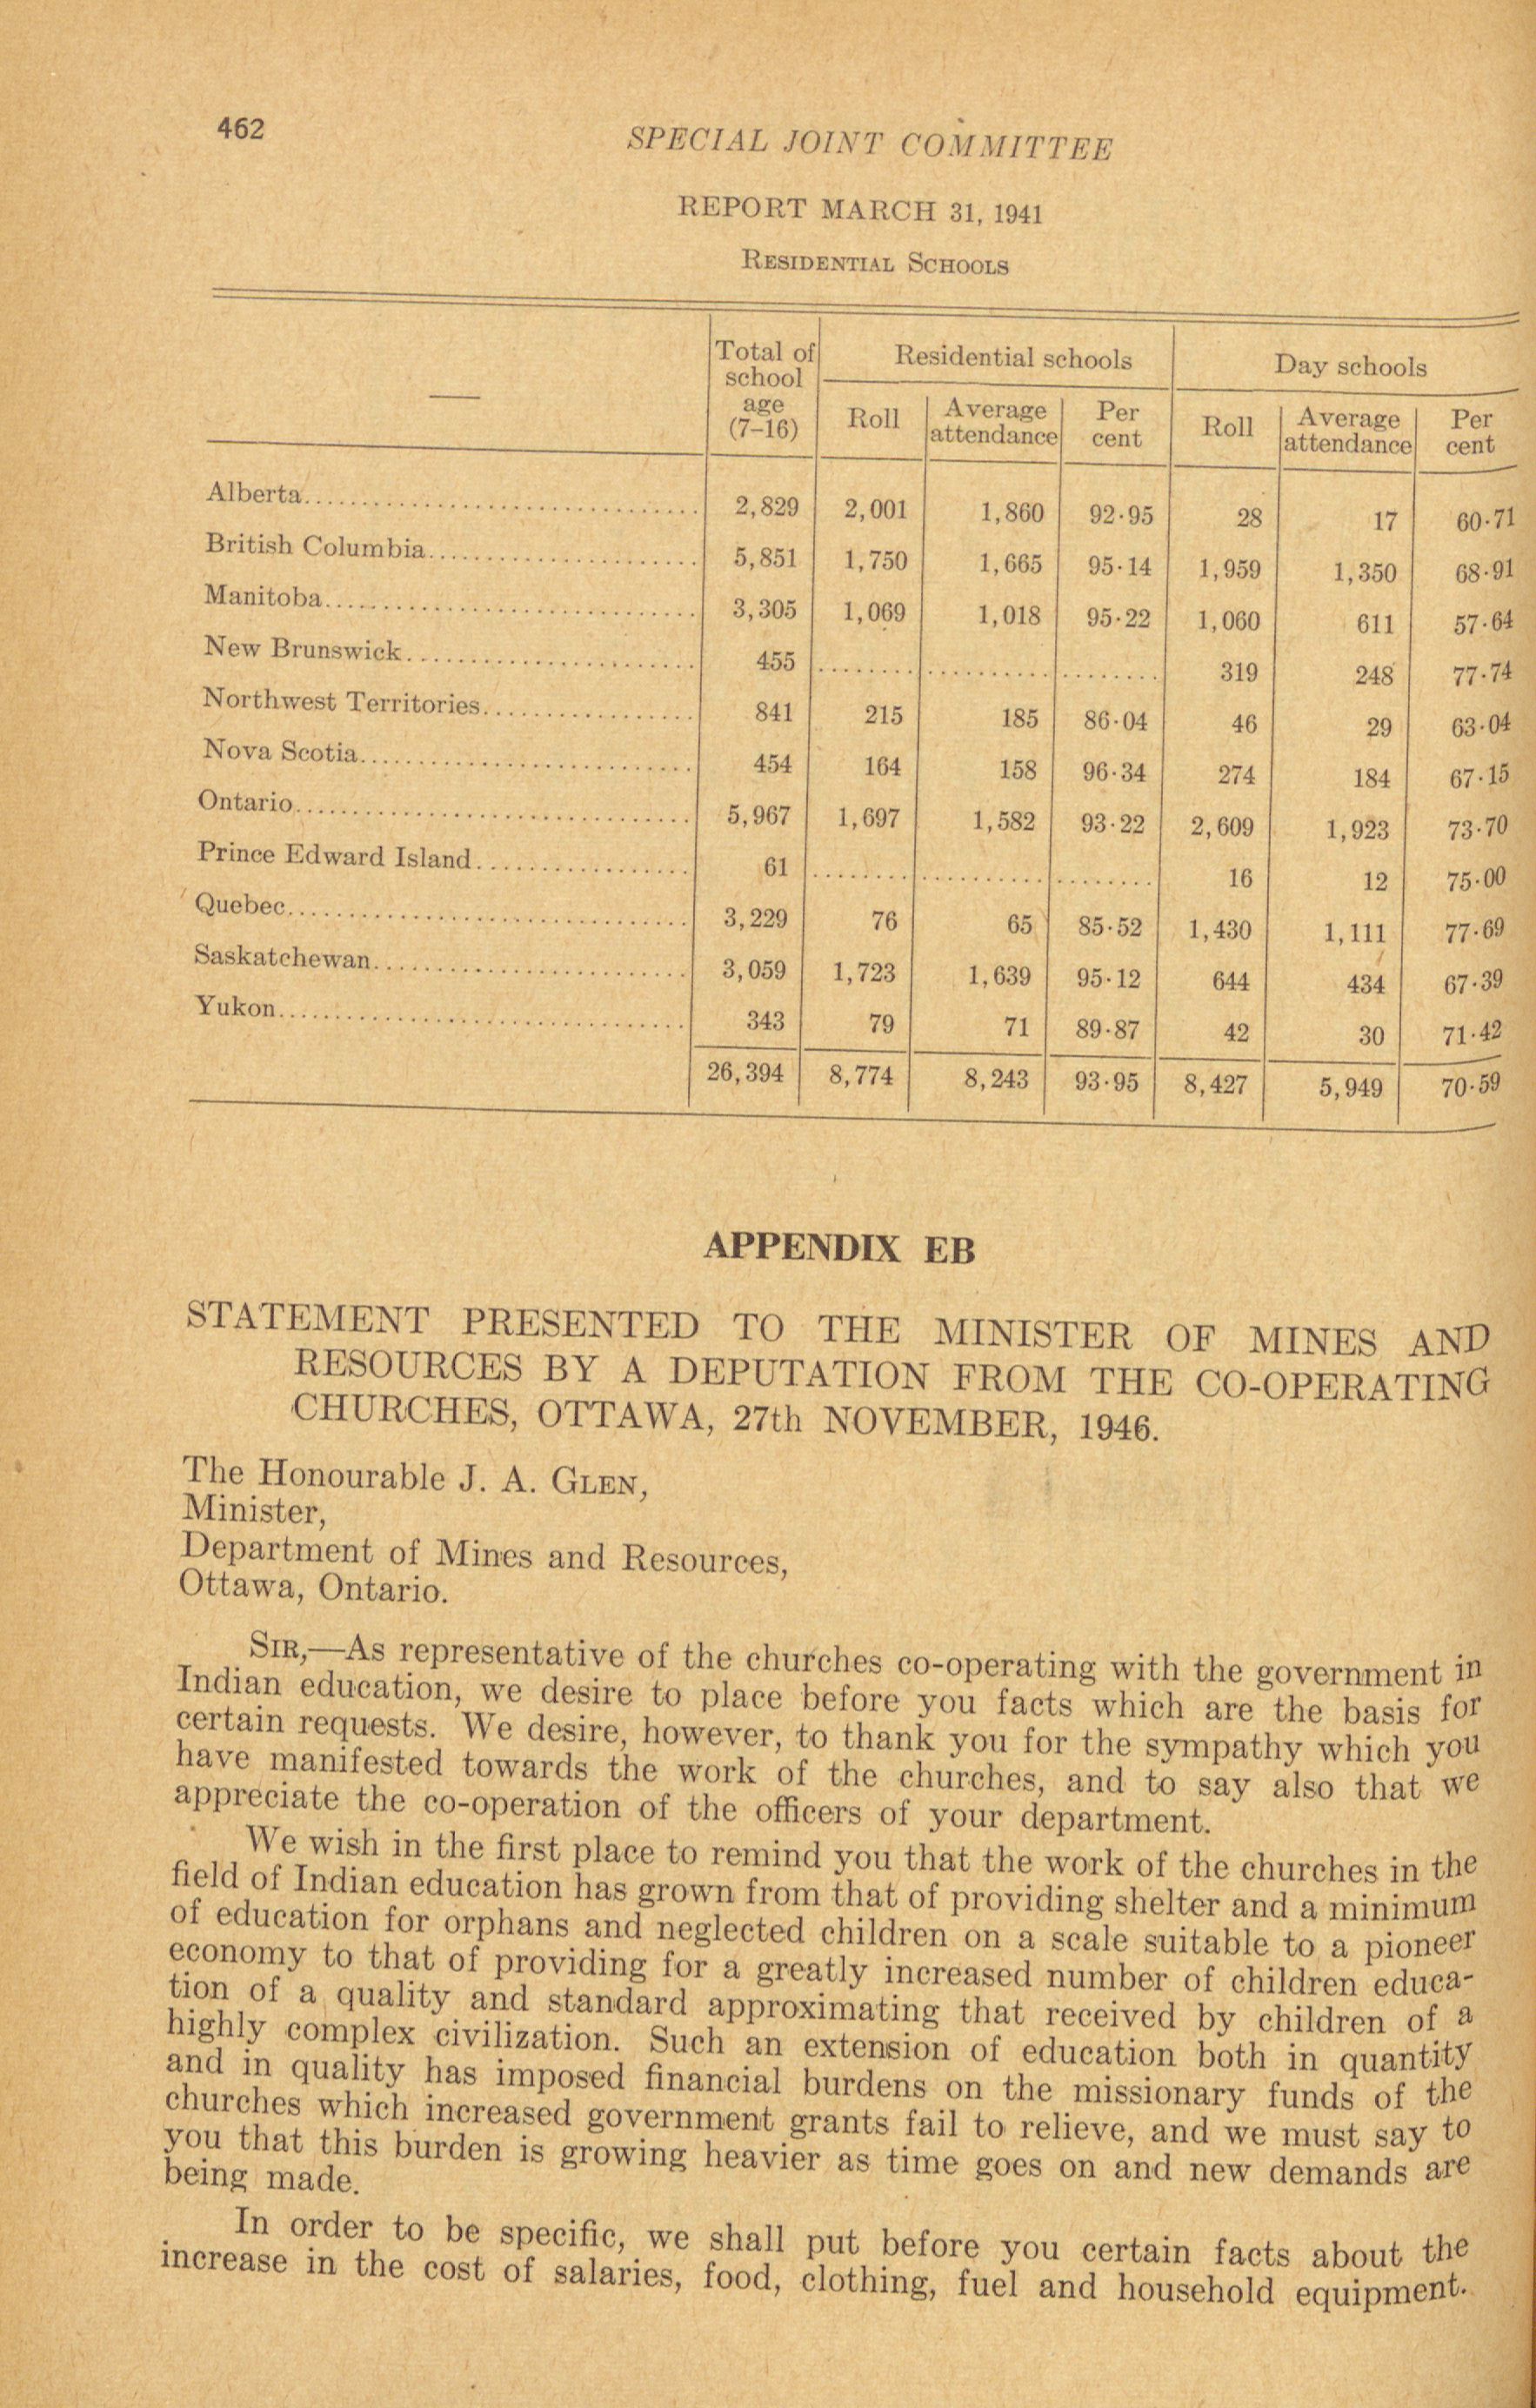 462
SPECIAL JOINT COMMITTEE
REPORT MARCH 31, 1941
RESIDENTIAL SCHOOLS
— Total of school age (7–16) Residential schools Day schools
Roll Average attendance Per cent Roll Average attendance Per cent
Alberta 2,829 2,001 1,860 92·95 28 17 60·71
British Columbia 5,851 1,750 1,665 95·14 1,959 1,350 68·91
Manitoba 3,305 1,069 1,018 95·22 1,060 611 57·64
New Brunswick 455 ........ ........ ........ 319 248 77·74
Northwest Territories 841 215 185 86·04 46 29 63·04
Nova Scotia 454 164 158 96·34 274 184 67·15
Ontario 5,967 1,697 1,582 93·22 2,609 1,923 73·70
Prince Edward Island 61 ........ ........ ........ 16 12 75·00
Quebec 3,229 76 65 85·52 1,430 1,111 77·69
Saskatchewan 3,059 1,723 1,639 95·12 644 434 67·39
Yukon 343 79 71 89·87 42 30 71·42
26,394 8,774 8,243 93·95 8,427 5,949 70·59
APPENDIX EB
STATEMENT PRESENTED TO THE MINISTER OF MINES AND
RESOURCES BY A DEPUTATION FROM THE CO-OPERATING
CHURCHES, OTTAWA, 27th NOVEMBER, 1946.
The Honourable J. A. GLEN,
Minister,
Department of Mines and Resources,
Ottawa, Ontario.
SIR,—As representative of the churches co-operating with the government in
Indian education, we desire to place before you facts which are the basis for
certain requests. We desire, however, to thank you for the sympathy which you
have manifested towards the work of the churches, and to say also that we
appreciate the co-operation of the officers of your department.
We wish in the first place to remind you that the work of the churches in the
field of Indian education has grown from that of providing shelter and a minimum
of education for orphans and neglected children on a scale suitable to a pioneer
economy to that of providing for a greatly increased number of children educa-
tion of a quality and standard approximating that received by children of a
highly complex civilization. Such an extension of education both in quantity
and in quality has imposed financial burdens on the missionary funds of the
churches which increased government grants fail to relieve, and we must say to
you that this burden is growing heavier as time goes on and new demands are
being made.
In order to be specific, we shall put before you certain facts about the
increase in the cost of salaries, food, clothing, fuel and household equipment.